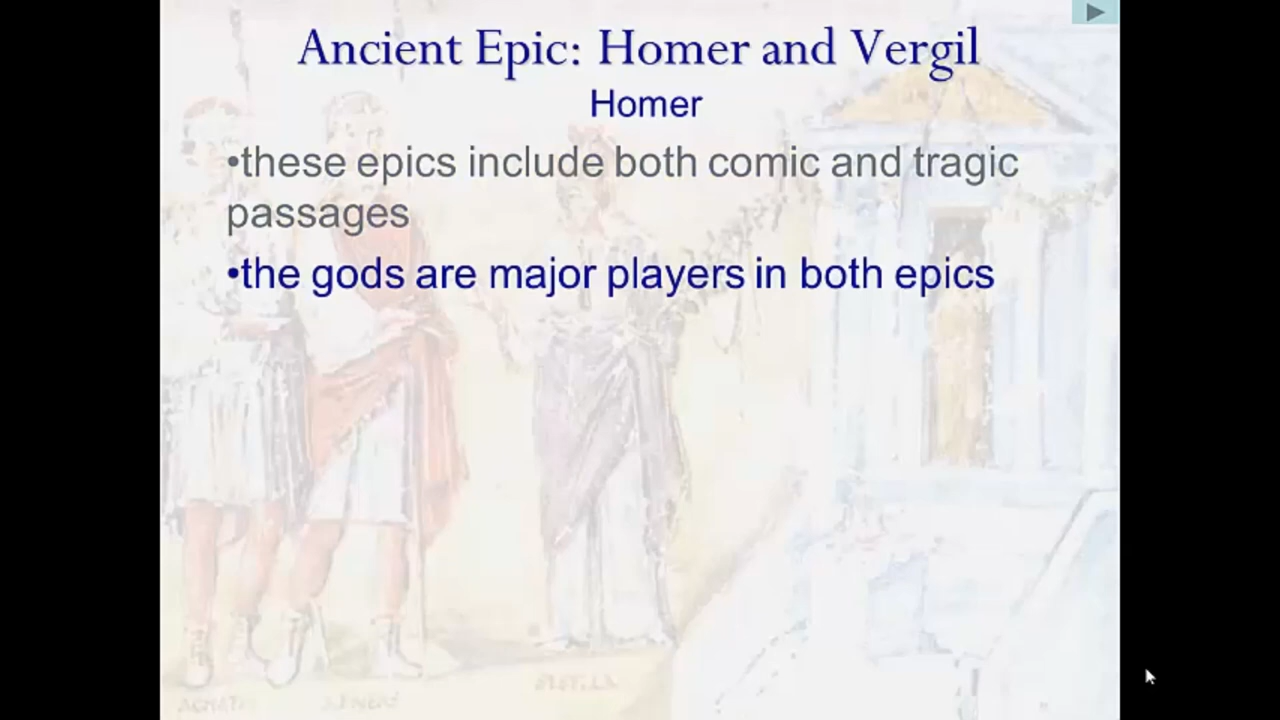 Ancient Epic: Homer and Vergil
Homer
•these epics include both comic and tragic
passages
•the gods are major players in both epics